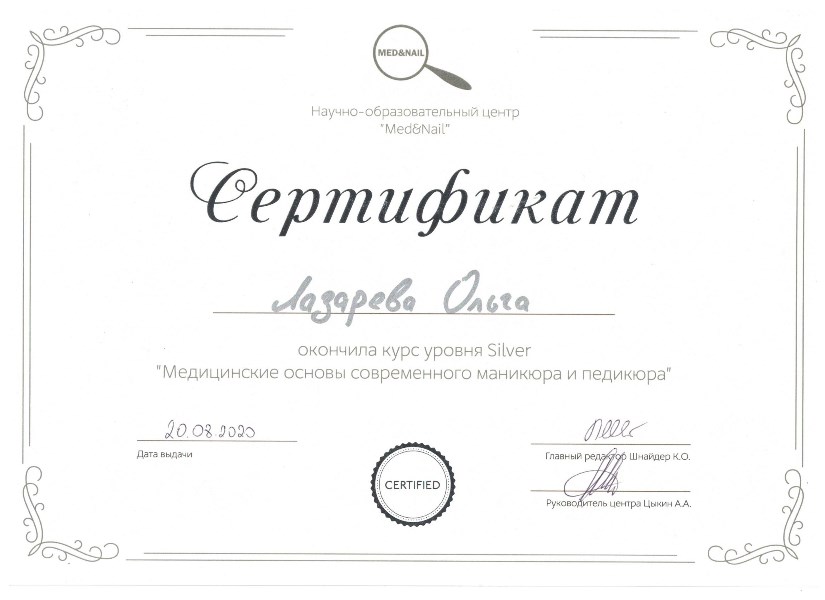 MED&NAIL
Научно-образовательный центр
"Med&Nail"
Сертификат
Лазарева Ольга
окончила курс уровня Silver
"Медицинские основы современного маникюра и педикюра"
20.08.2020
Дата выдачи
CERTIFIED
Главный редактор Шнайдер К.О.
Руководитель центра Цыкин А.А.